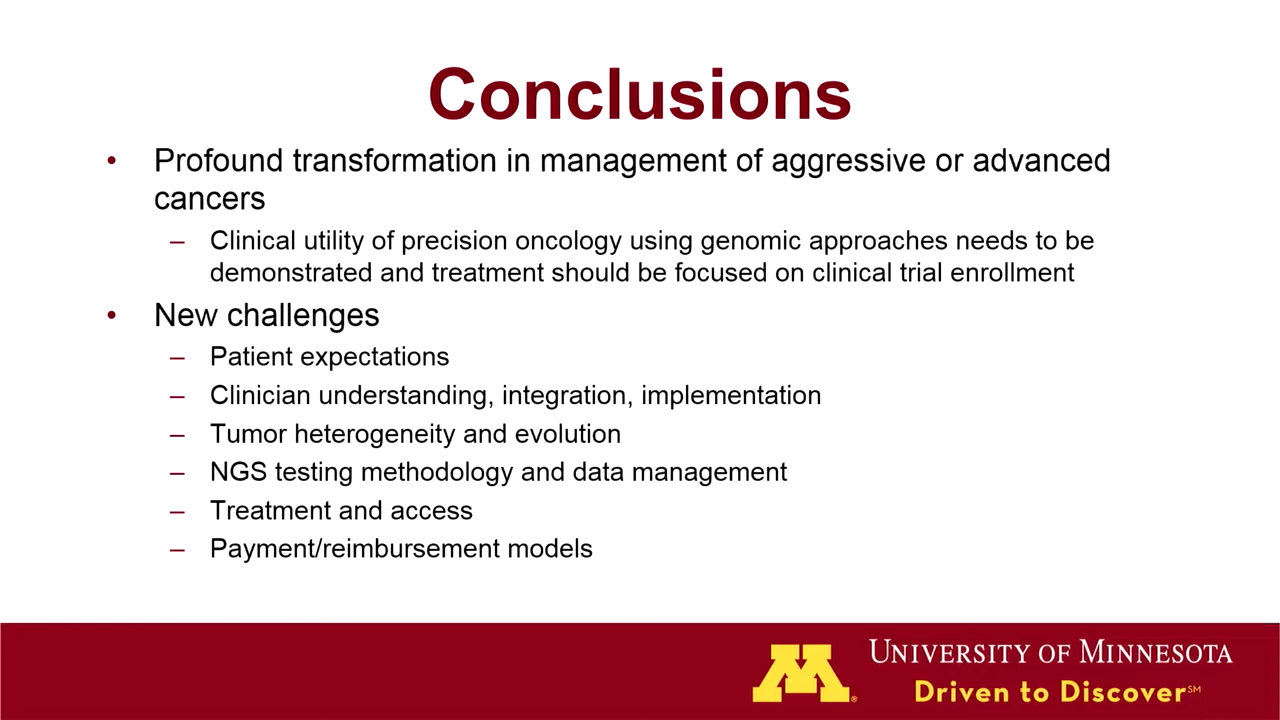 Conclusions
• Profound transformation in management of aggressive or advanced
cancers
– Clinical utility of precision oncology using genomic approaches needs to be
demonstrated and treatment should be focused on clinical trial enrollment
• New challenges
– Patient expectations
– Clinician understanding, integration, implementation
– Tumor heterogeneity and evolution
– NGS testing methodology and data management
– Treatment and access
– Payment/reimbursement models
M®
UNIVERSITY OF MINNESOTA
Driven to Discover℠